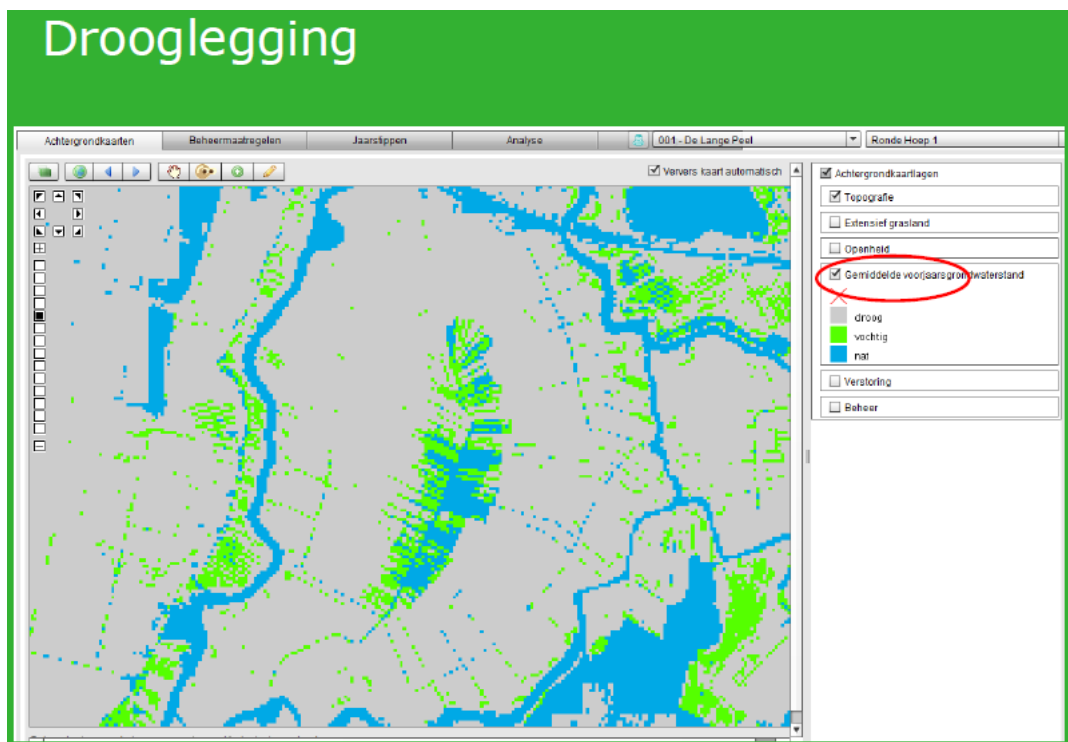 Drooglegging
Achtergrondkaarten Beheermaatregelen Jaarstippen Analyse 001 - De Lange Peel Ronde Hoep 1
Ververs kaart automatisch
Achtergrondkaartlagen
Topografie
Extensief grasland
Openheid
Gemiddelde voorjaarsgrondwaterstand
droog
vochtig
nat
Verstoring
Beheer